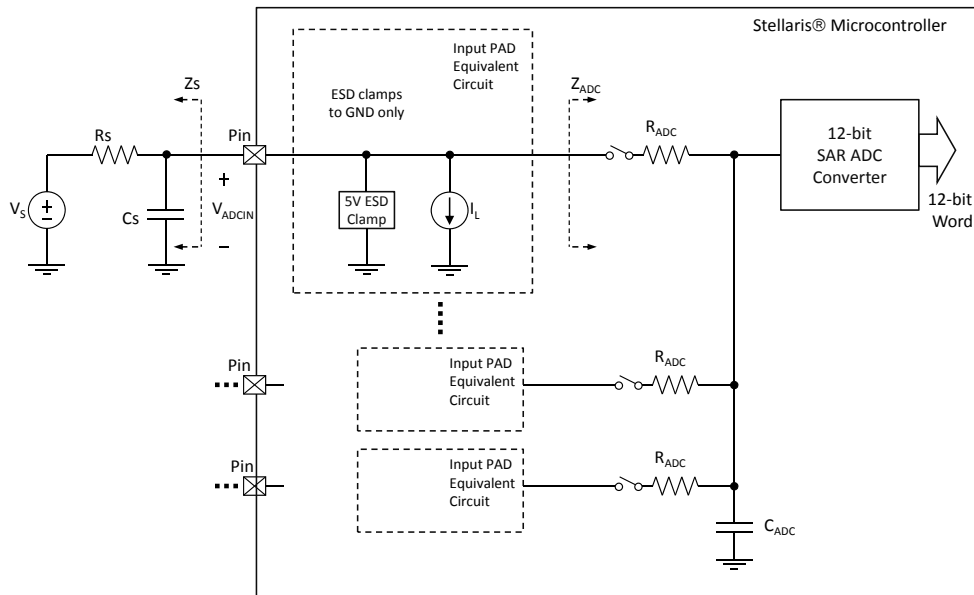 Stellaris® Microcontroller
Input PAD
Equivalent
Circuit
ESD clamps
to GND only
Zs
Z_ADC
Pin
Rs
R_ADC
12-bit
SAR ADC
Converter
12-bit
Word
V_S
Cs
V_ADCIN
5V ESD
Clamp
I_L
Pin
Input PAD
Equivalent
Circuit
R_ADC
Pin
Input PAD
Equivalent
Circuit
R_ADC
C_ADC